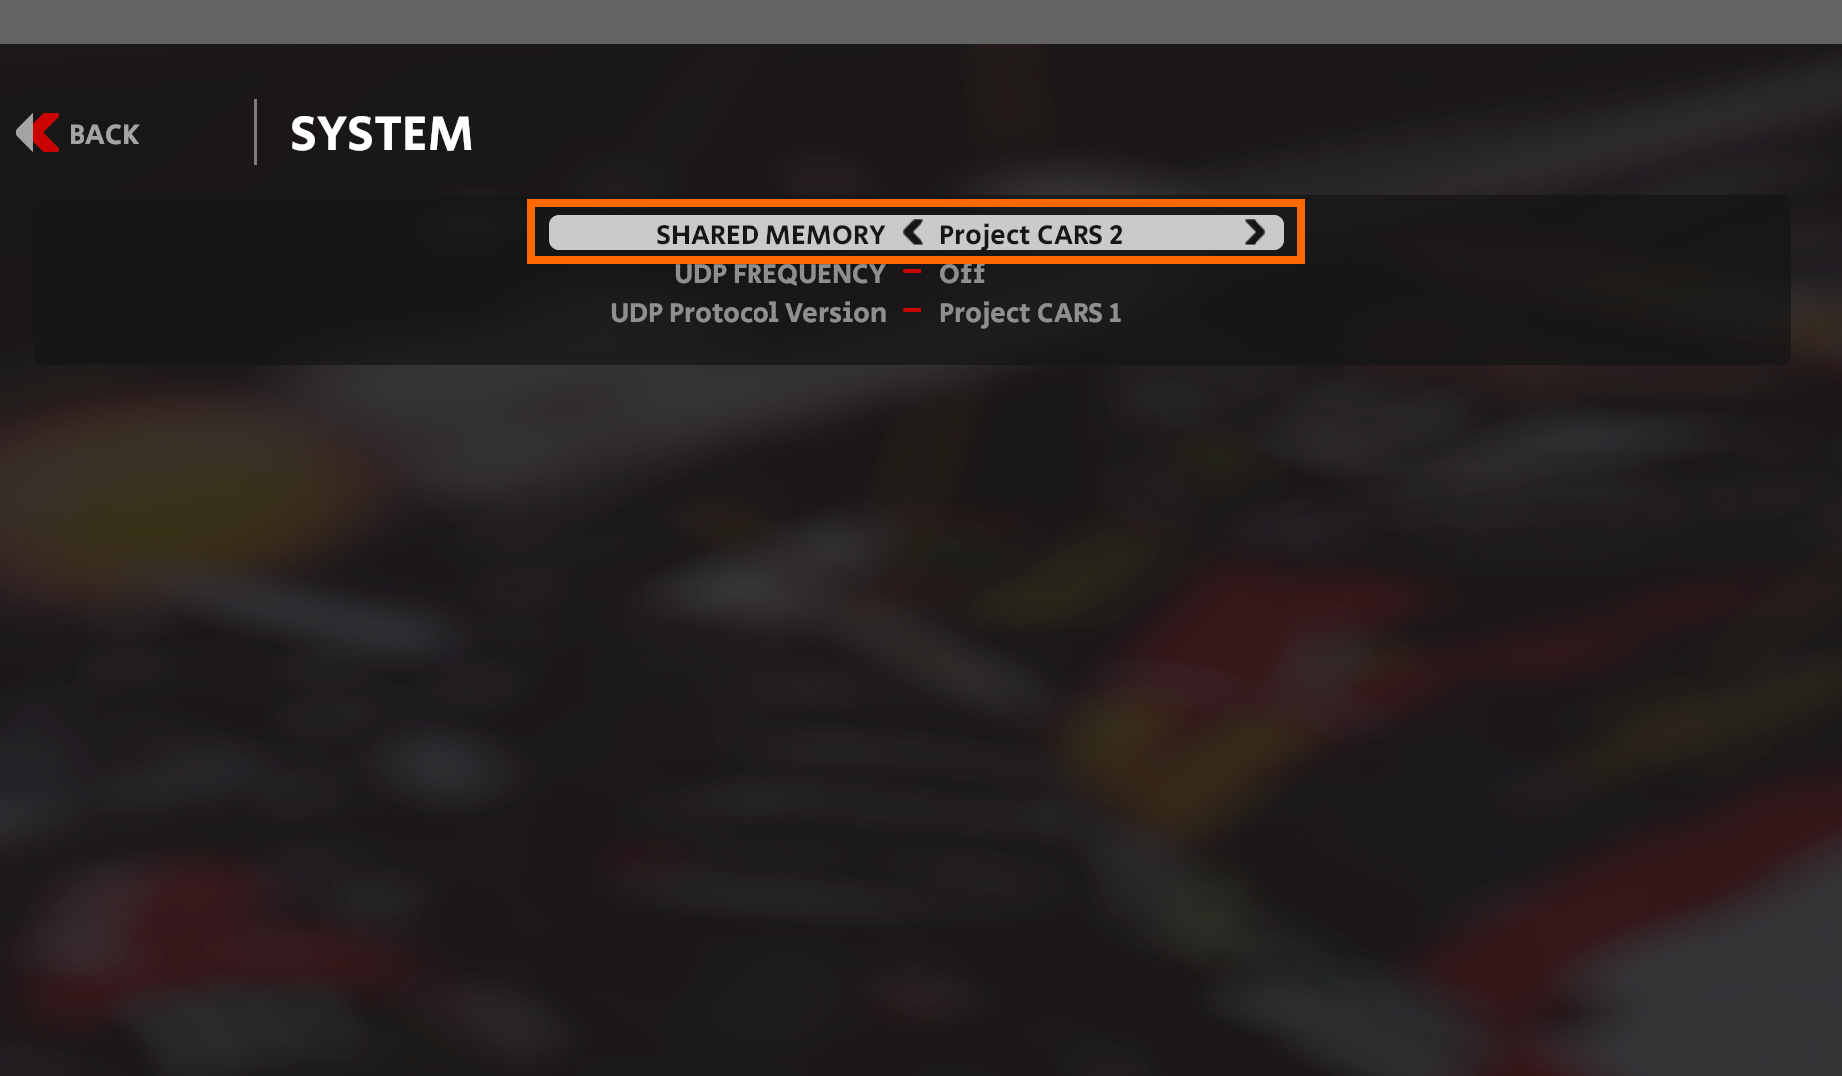 BACK
SYSTEM
SHARED MEMORY Project CARS 2
UDP FREQUENCY Off
UDP Protocol Version Project CARS 1